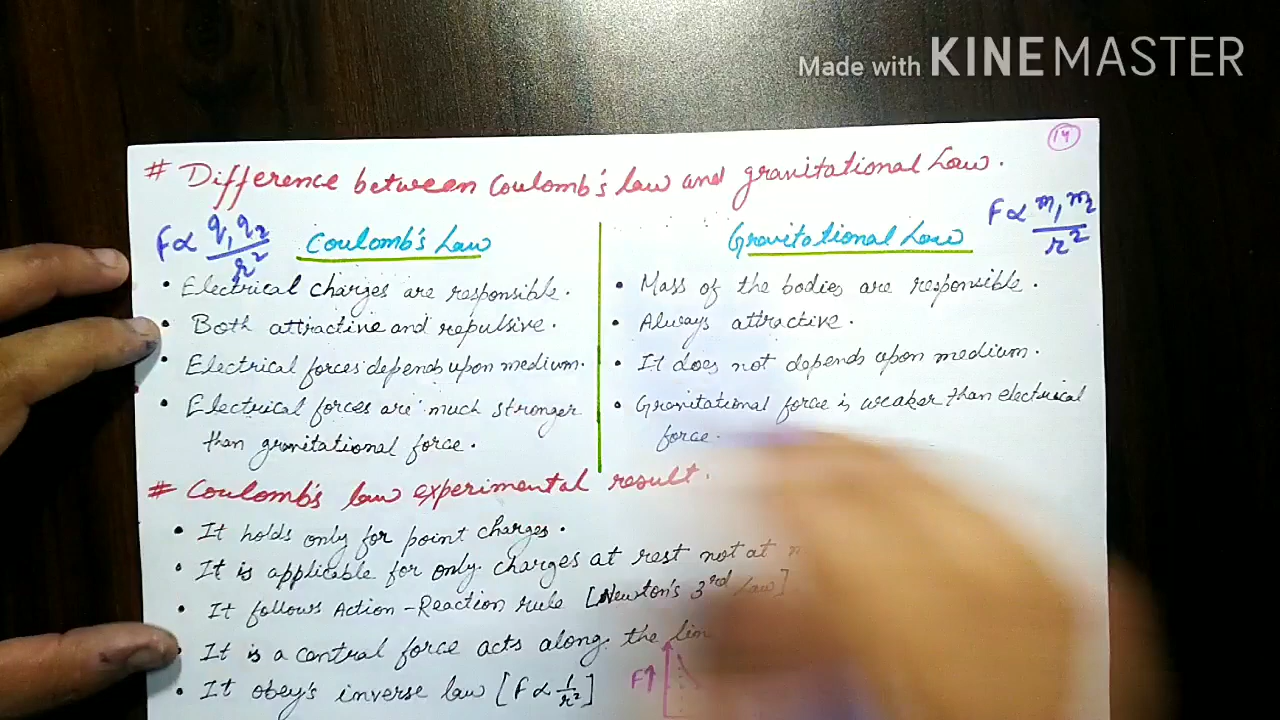 Made with KINEMASTER
14
# Difference between Coulomb's law and gravitational Law.
F∝ q1q2/r2 Coulomb's Law
Gravitational Law F∝ m1m2/r2
• Electrical charges are responsible.
• Both attractive and repulsive.
• Electrical forces depends upon medium.
• Electrical forces are much stronger
than gravitational force.
• Mass of the bodies are responsible.
• Always attractive.
• It does not depends upon medium.
• Gravitational force is weaker than electrical
force.
# Coulomb's law experimental result.
• It holds only for point charges.
• It is applicable for only charges at rest not at
• It follows Action-Reaction rule [Newton's 3rd Law]
• It is a central force acts along the
• It obey's inverse law [F∝ 1/r2]
F↑